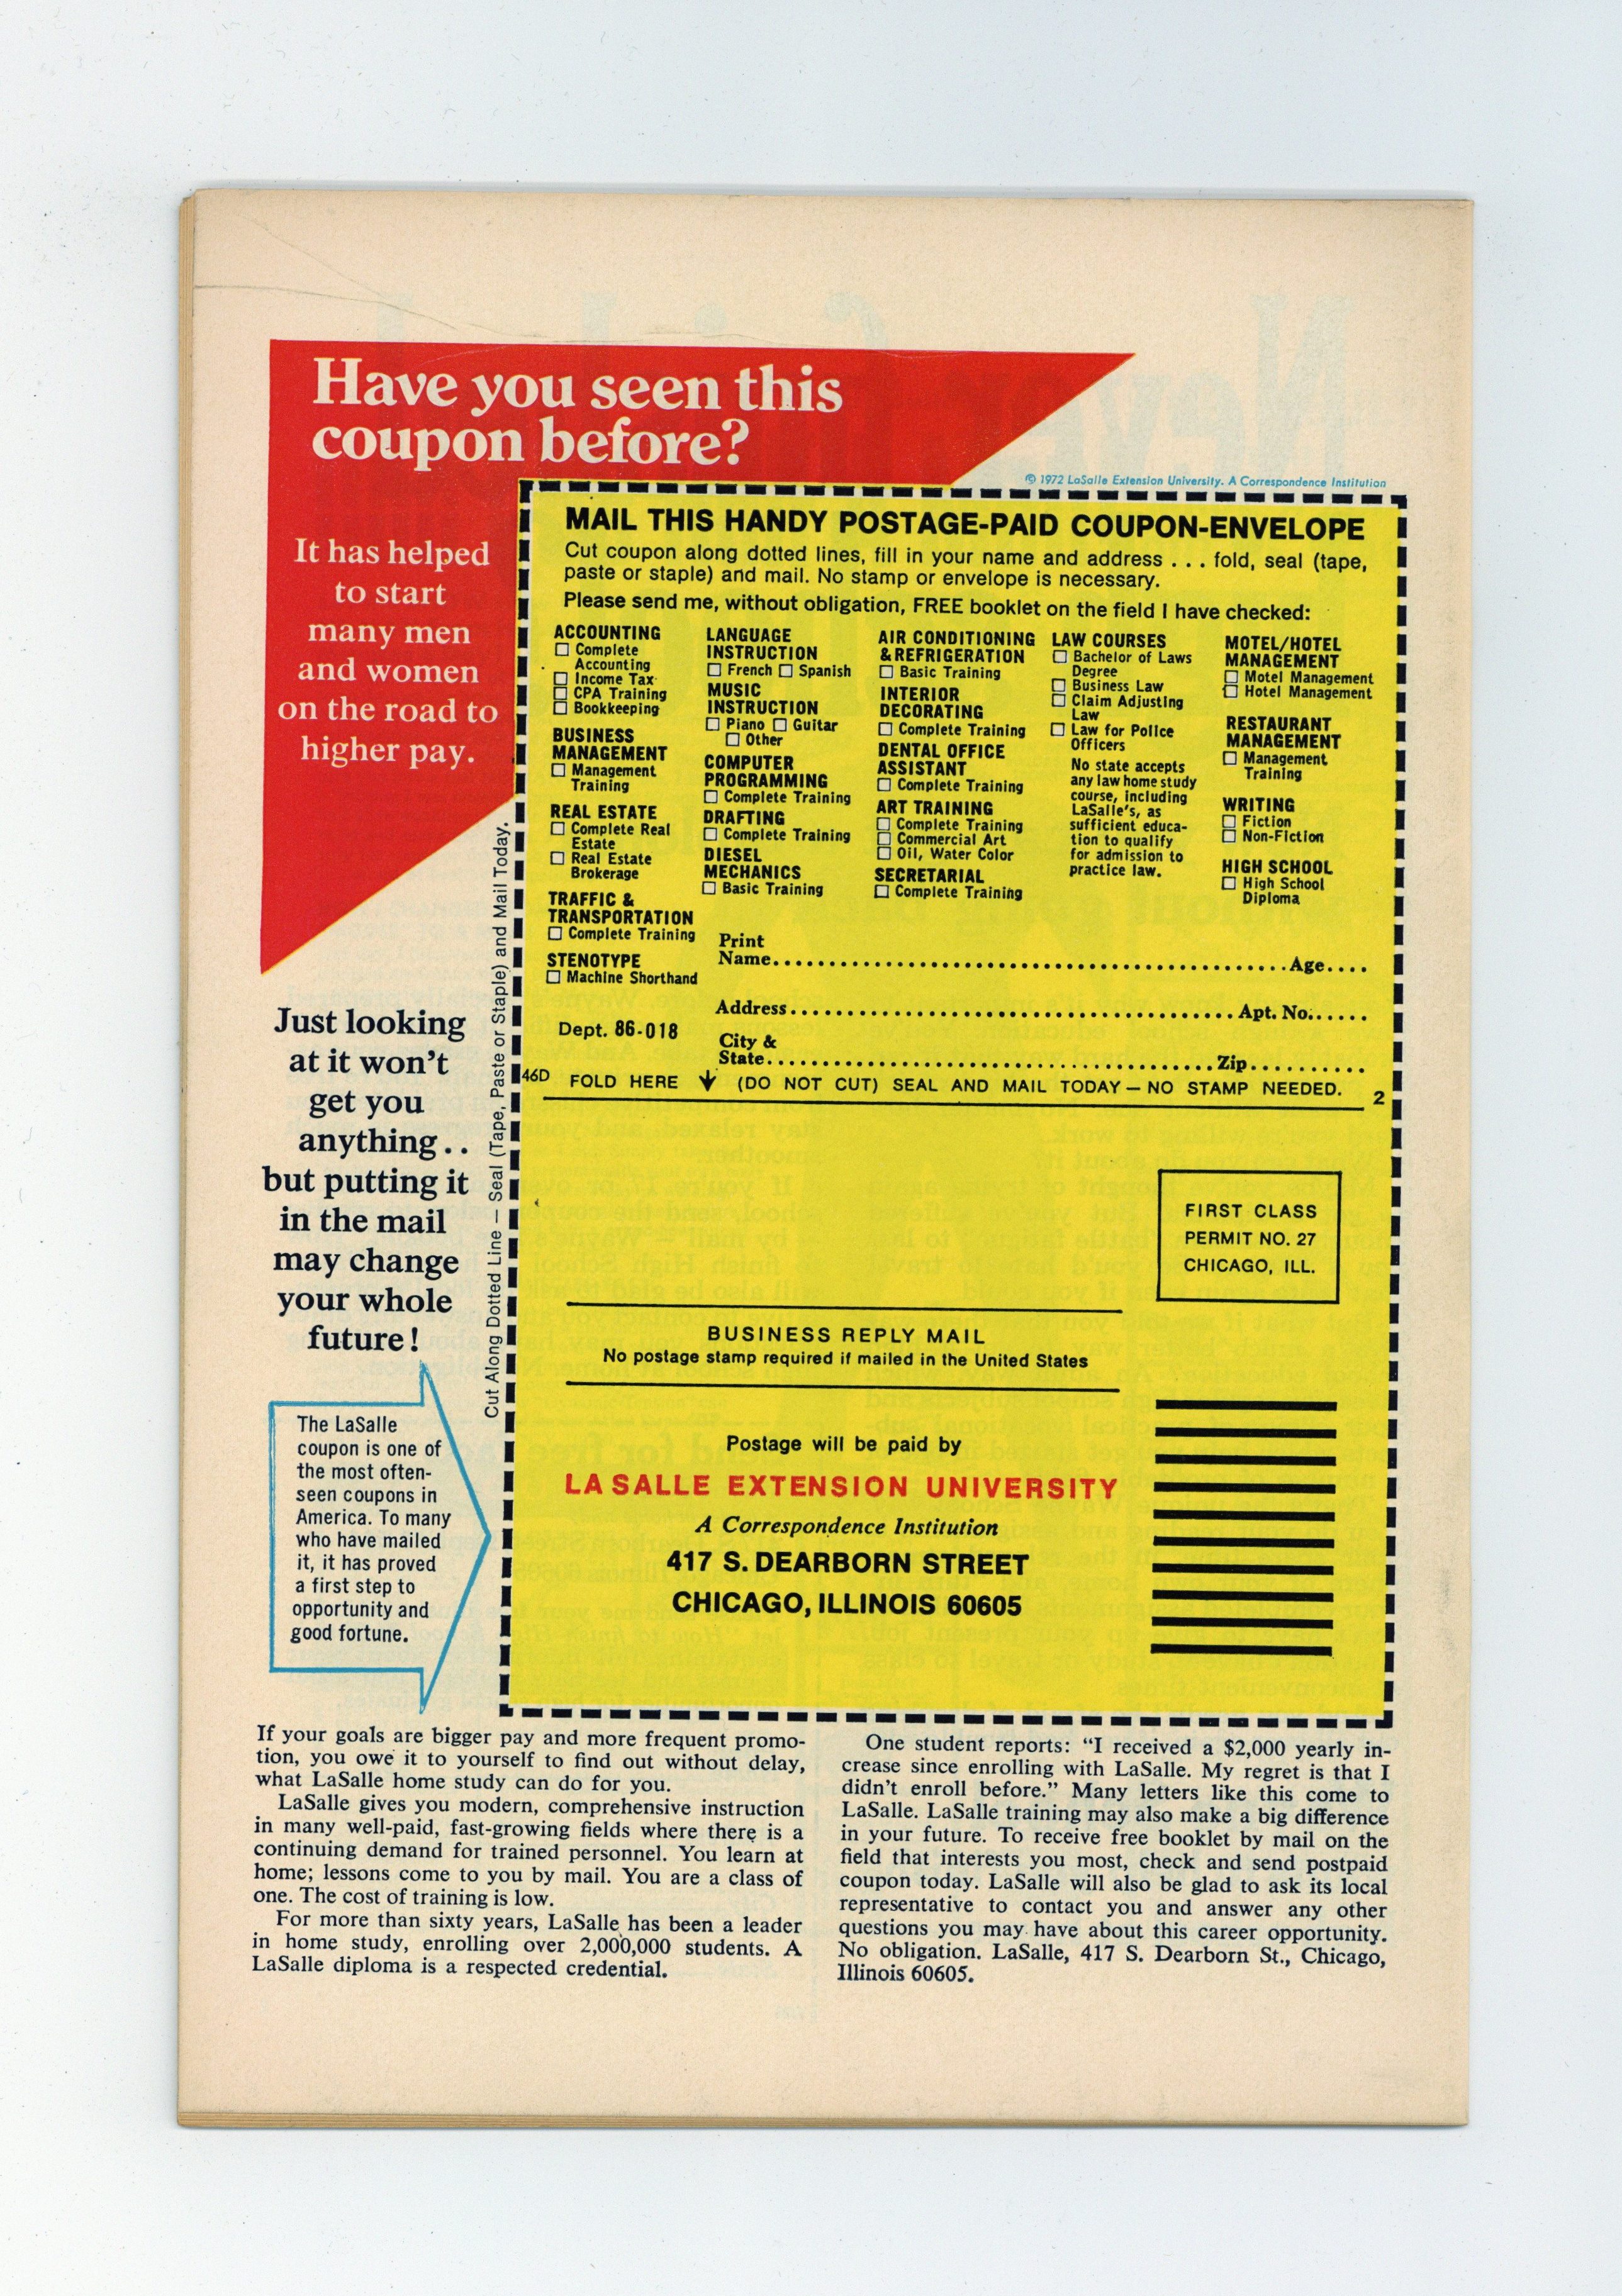 Have you seen this
coupon before?
It has helped
to start
many men
and women
on the road to
higher pay.
© 1972 LaSalle Extension University. A Correspondence Institution
MAIL THIS HANDY POSTAGE-PAID COUPON-ENVELOPE
Cut coupon along dotted lines, fill in your name and address . . . fold, seal (tape,
paste or staple) and mail. No stamp or envelope is necessary.
Please send me, without obligation, FREE booklet on the field I have checked:
ACCOUNTING
☐ Complete
Accounting
☐ Income Tax
☐ CPA Training
☐ Bookkeeping
BUSINESS
MANAGEMENT
☐ Management
Training
REAL ESTATE
☐ Complete Real
Estate
☐ Real Estate
Brokerage
TRAFFIC &
TRANSPORTATION
☐ Complete Training
STENOTYPE
☐ Machine Shorthand
LANGUAGE
INSTRUCTION
☐ French ☐ Spanish
MUSIC
INSTRUCTION
☐ Piano ☐ Guitar
☐ Other
COMPUTER
PROGRAMMING
☐ Complete Training
DRAFTING
☐ Complete Training
DIESEL
MECHANICS
☐ Basic Training
AIR CONDITIONING
& REFRIGERATION
☐ Basic Training
INTERIOR
DECORATING
☐ Complete Training
DENTAL OFFICE
ASSISTANT
☐ Complete Training
ART TRAINING
☐ Complete Training
☐ Commercial Art
☐ Oil, Water Color
SECRETARIAL
☐ Complete Training
LAW COURSES
☐ Bachelor of Laws
Degree
☐ Business Law
☐ Claim Adjusting
Law
☐ Law for Police
Officers
No state accepts
any law home study
course, including
LaSalle's, as
sufficient educa-
tion to qualify
for admission to
practice law.
MOTEL/HOTEL
MANAGEMENT
☐ Motel Management
☐ Hotel Management
RESTAURANT
MANAGEMENT
☐ Management
Training
WRITING
☐ Fiction
☐ Non-Fiction
HIGH SCHOOL
☐ High School
Diploma
Dept. 86-018
Print
Name.......................................................Age....
Address................................................Apt. No......
City &
State..................................................Zip..........
46D FOLD HERE ↓ (DO NOT CUT) SEAL AND MAIL TODAY — NO STAMP NEEDED. 2
Cut Along Dotted Line — Seal (Tape, Paste or Staple) and Mail Today.
Just looking
at it won't
get you
anything..
but putting it
in the mail
may change
your whole
future!
The LaSalle
coupon is one of
the most often-
seen coupons in
America. To many
who have mailed
it, it has proved
a first step to
opportunity and
good fortune.
FIRST CLASS
PERMIT NO. 27
CHICAGO, ILL.
BUSINESS REPLY MAIL
No postage stamp required if mailed in the United States
Postage will be paid by
LA SALLE EXTENSION UNIVERSITY
A Correspondence Institution
417 S. DEARBORN STREET
CHICAGO, ILLINOIS 60605
If your goals are bigger pay and more frequent promo-
tion, you owe it to yourself to find out without delay,
what LaSalle home study can do for you.
LaSalle gives you modern, comprehensive instruction
in many well-paid, fast-growing fields where there is a
continuing demand for trained personnel. You learn at
home; lessons come to you by mail. You are a class of
one. The cost of training is low.
For more than sixty years, LaSalle has been a leader
in home study, enrolling over 2,000,000 students. A
LaSalle diploma is a respected credential.
One student reports: "I received a $2,000 yearly in-
crease since enrolling with LaSalle. My regret is that I
didn't enroll before." Many letters like this come to
LaSalle. LaSalle training may also make a big difference
in your future. To receive free booklet by mail on the
field that interests you most, check and send postpaid
coupon today. LaSalle will also be glad to ask its local
representative to contact you and answer any other
questions you may have about this career opportunity.
No obligation. LaSalle, 417 S. Dearborn St., Chicago,
Illinois 60605.